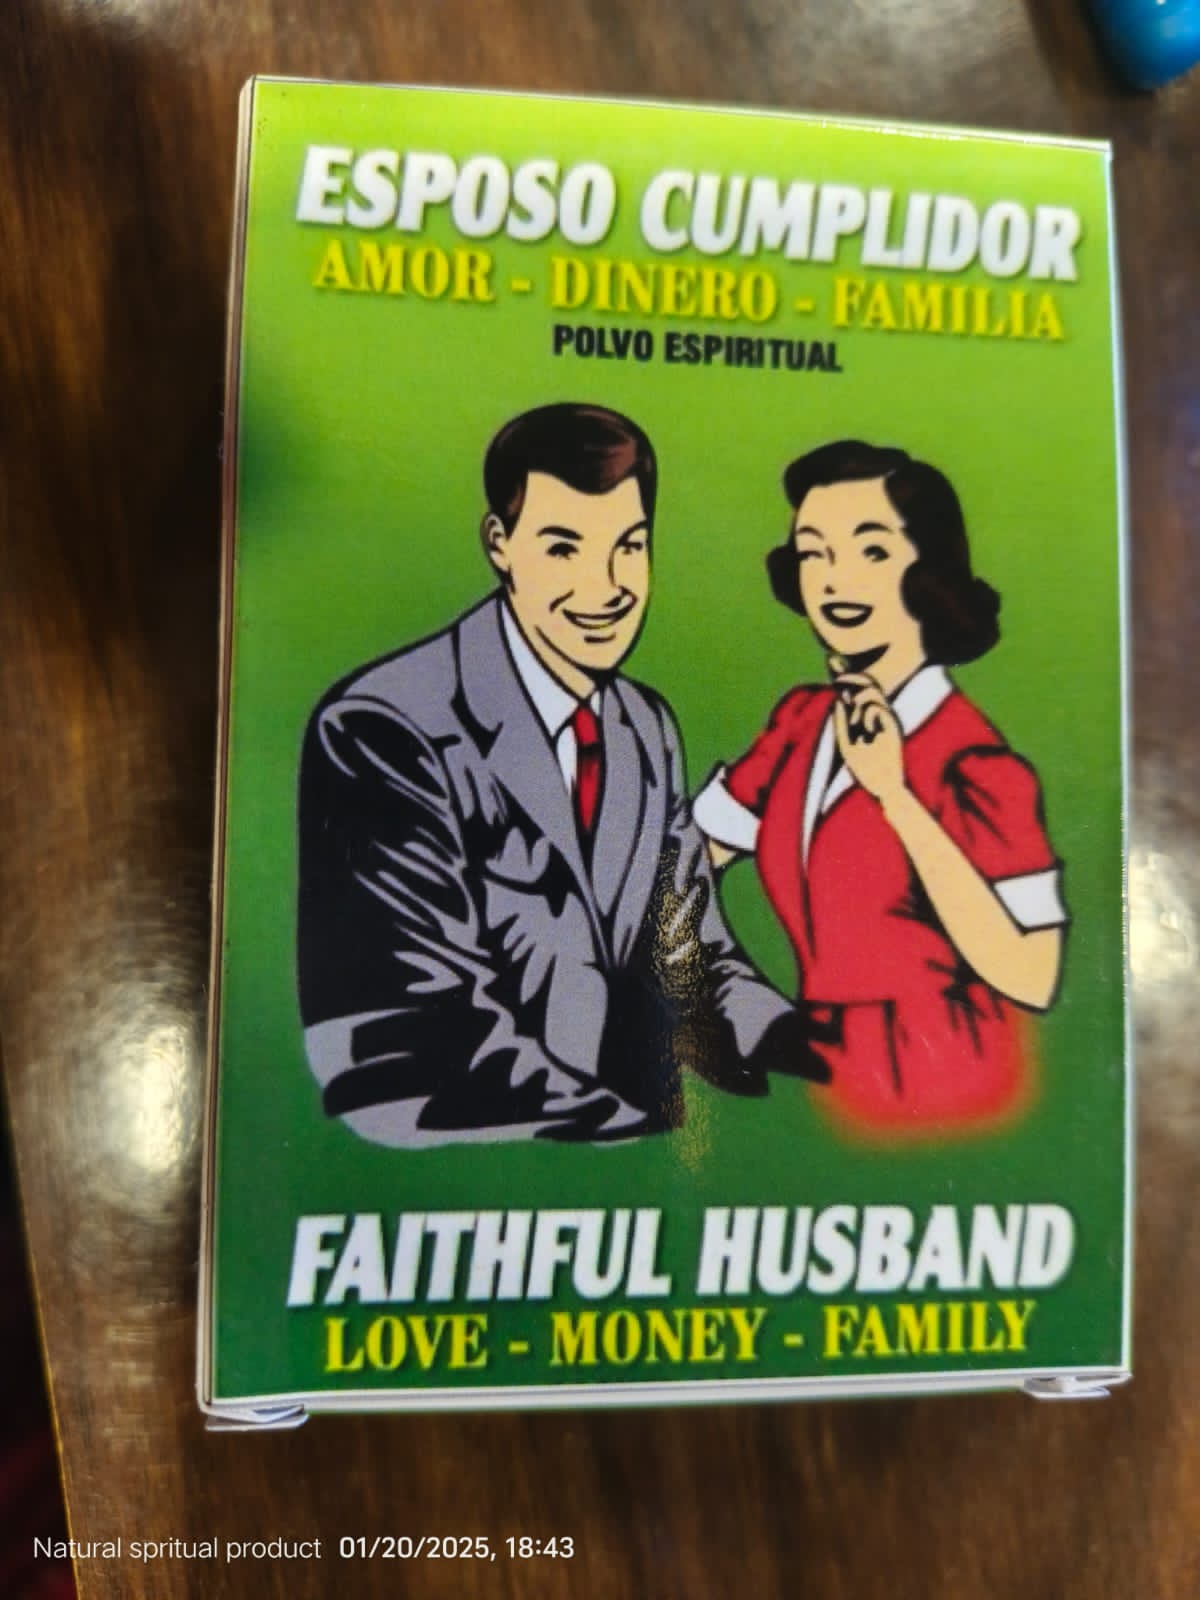 ESPOSO CUMPLIDOR
AMOR - DINERO - FAMILIA
POLVO ESPIRITUAL
FAITHFUL HUSBAND
LOVE - MONEY - FAMILY
Natural spritual product 01/20/2025, 18:43